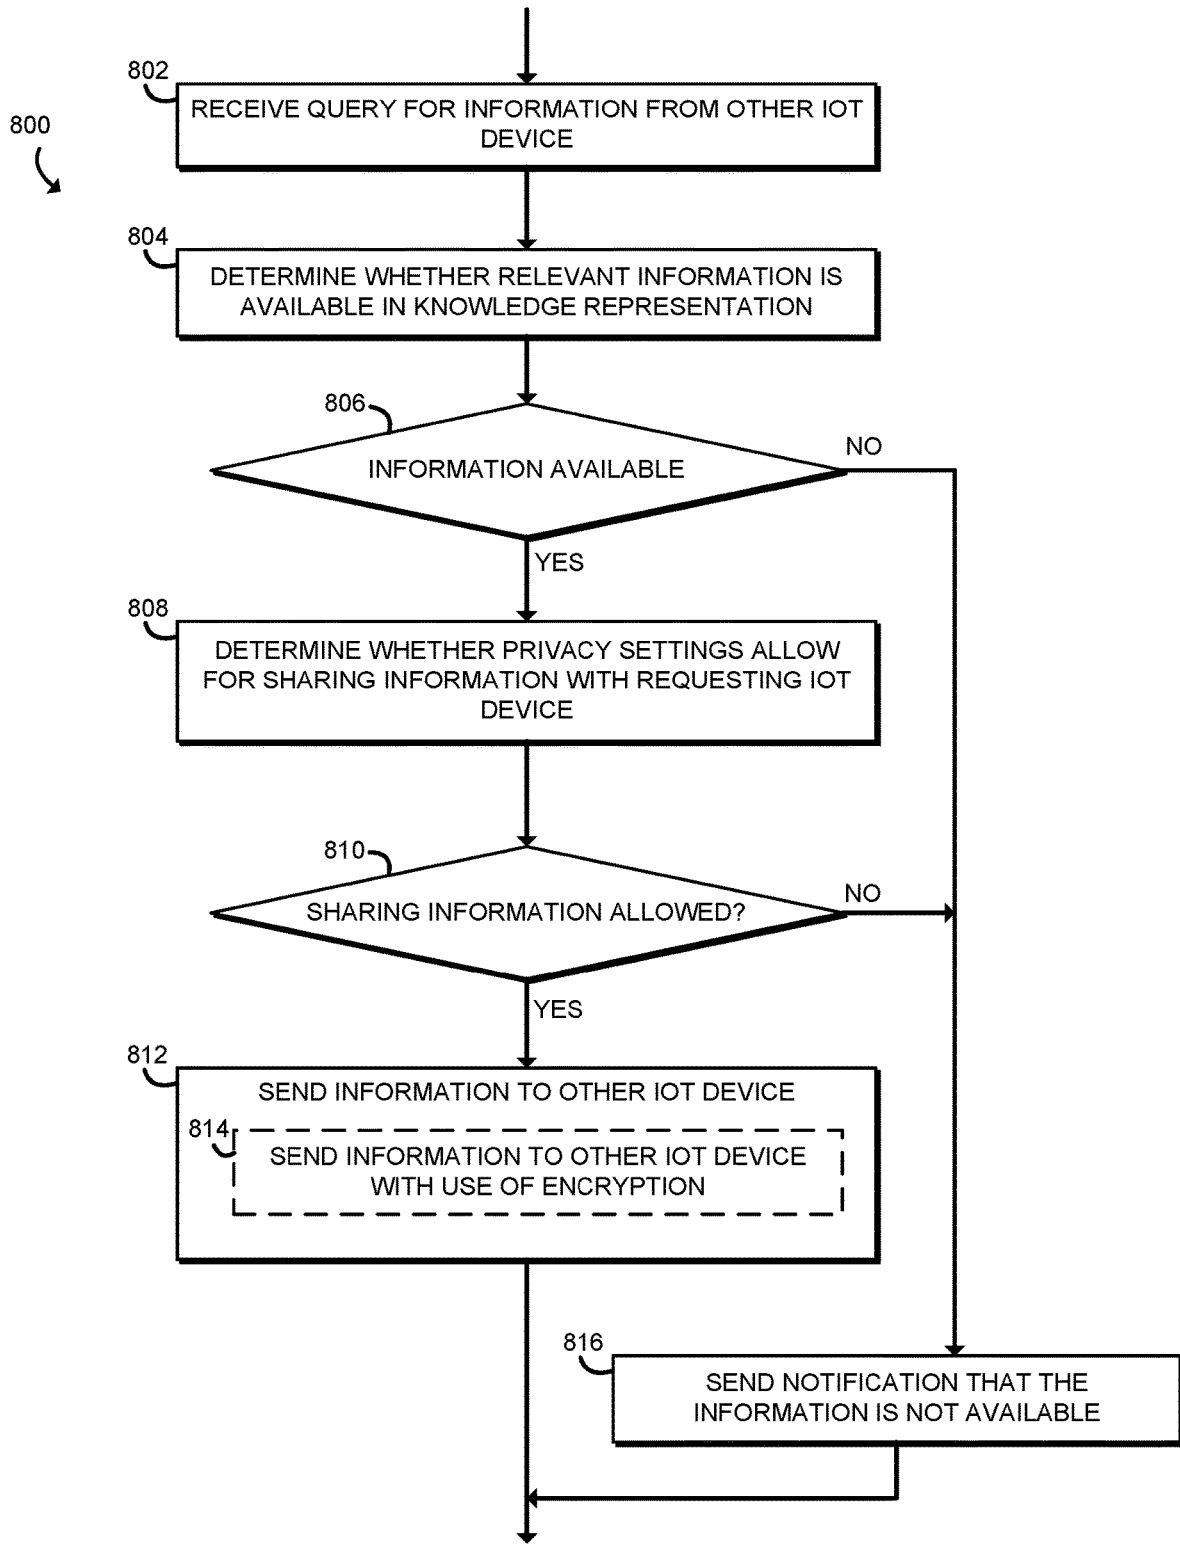 802
RECEIVE QUERY FOR INFORMATION FROM OTHER IOT
DEVICE
800
804
DETERMINE WHETHER RELEVANT INFORMATION IS
AVAILABLE IN KNOWLEDGE REPRESENTATION
806
INFORMATION AVAILABLE
NO
YES
808
DETERMINE WHETHER PRIVACY SETTINGS ALLOW
FOR SHARING INFORMATION WITH REQUESTING IOT
DEVICE
810
SHARING INFORMATION ALLOWED?
NO
YES
812
SEND INFORMATION TO OTHER IOT DEVICE
814
SEND INFORMATION TO OTHER IOT DEVICE
WITH USE OF ENCRYPTION
816
SEND NOTIFICATION THAT THE
INFORMATION IS NOT AVAILABLE